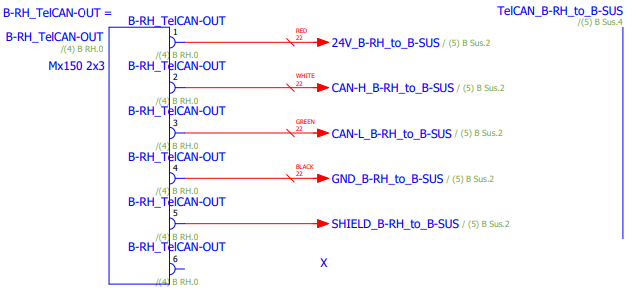 B-RH_TelCAN-OUT =
B-RH_TelCAN-OUT
TelCAN_B-RH_to_B-SUS
/(5) B Sus.4
B-RH_TelCAN-OUT
/(4) B RH.0
Mx150 2x3
1
RED
22
24V_B-RH_to_B-SUS / (5) B Sus.2
/(4) B RH.0
B-RH_TelCAN-OUT
2
WHITE
22
CAN-H_B-RH_to_B-SUS / (5) B Sus.2
/(4) B RH.0
B-RH_TelCAN-OUT
3
GREEN
22
CAN-L_B-RH_to_B-SUS / (5) B Sus.2
/(4) B RH.0
B-RH_TelCAN-OUT
4
BLACK
22
GND_B-RH_to_B-SUS / (5) B Sus.2
/(4) B RH.0
B-RH_TelCAN-OUT
5
SHIELD_B-RH_to_B-SUS / (5) B Sus.2
/(4) B RH.0
B-RH_TelCAN-OUT
6
X
/(4) B RH.0